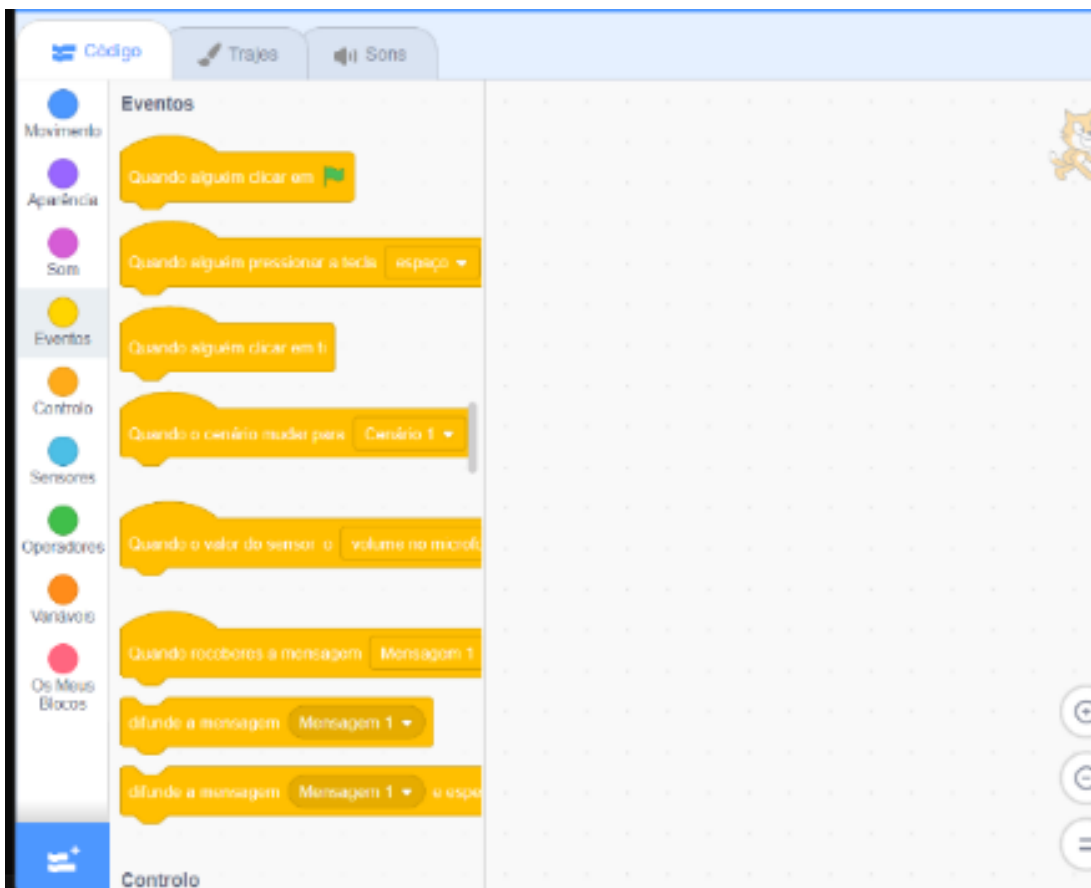 Código Trajes Sons
Movimento
Aparência
Som
Eventos
Controlo
Sensores
Operadores
Variáveis
Os Meus
Blocos
Eventos
Quando alguém clicar em
Quando alguém pressionar a tecla espaço
Quando alguém clicar em ti
Quando o cenário mudar para Cenário 1
Quando o valor do sensor o volume no microfo
Quando receberes a mensagem Mensagem 1
difunde a mensagem Mensagem 1
difunde a mensagem Mensagem 1 e espe
Controlo